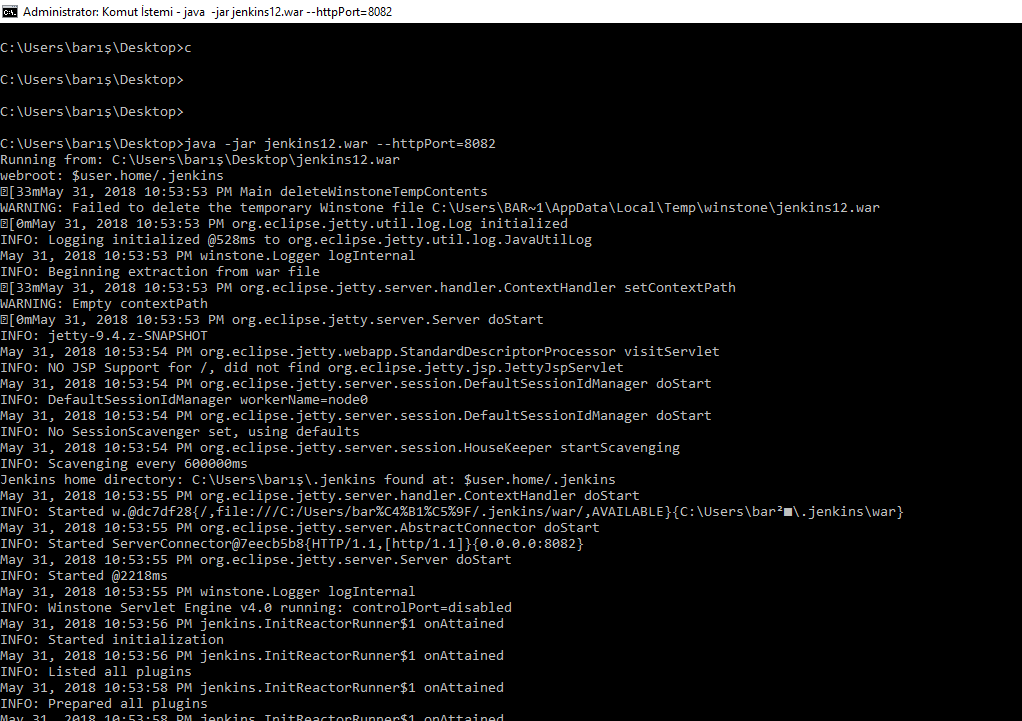 Administrator: Komut İstemi - java -jar jenkins12.war --httpPort=8082
C:\Users\barış\Desktop>c
C:\Users\barış\Desktop>
C:\Users\barış\Desktop>
C:\Users\barış\Desktop>java -jar jenkins12.war --httpPort=8082
Running from: C:\Users\barış\Desktop\jenkins12.war
webroot: $user.home/.jenkins
[33mMay 31, 2018 10:53:53 PM Main deleteWinstoneTempContents
WARNING: Failed to delete the temporary Winstone file C:\Users\BAR~1\AppData\Local\Temp\winstone\jenkins12.war
[0mMay 31, 2018 10:53:53 PM org.eclipse.jetty.util.log.Log initialized
INFO: Logging initialized @528ms to org.eclipse.jetty.util.log.JavaUtilLog
May 31, 2018 10:53:53 PM winstone.Logger logInternal
INFO: Beginning extraction from war file
[33mMay 31, 2018 10:53:53 PM org.eclipse.jetty.server.handler.ContextHandler setContextPath
WARNING: Empty contextPath
[0mMay 31, 2018 10:53:53 PM org.eclipse.jetty.server.Server doStart
INFO: jetty-9.4.z-SNAPSHOT
May 31, 2018 10:53:54 PM org.eclipse.jetty.webapp.StandardDescriptorProcessor visitServlet
INFO: NO JSP Support for /, did not find org.eclipse.jetty.jsp.JettyJspServlet
May 31, 2018 10:53:54 PM org.eclipse.jetty.server.session.DefaultSessionIdManager doStart
INFO: DefaultSessionIdManager workerName=node0
May 31, 2018 10:53:54 PM org.eclipse.jetty.server.session.DefaultSessionIdManager doStart
INFO: No SessionScavenger set, using defaults
May 31, 2018 10:53:54 PM org.eclipse.jetty.server.session.HouseKeeper startScavenging
INFO: Scavenging every 600000ms
Jenkins home directory: C:\Users\barış\.jenkins found at: $user.home/.jenkins
May 31, 2018 10:53:55 PM org.eclipse.jetty.server.handler.ContextHandler doStart
INFO: Started w.@dc7df28{/,file:///C:/Users/bar%C4%B1%C5%9F/.jenkins/war/,AVAILABLE}{C:\Users\bar²■\.jenkins\war}
May 31, 2018 10:53:55 PM org.eclipse.jetty.server.AbstractConnector doStart
INFO: Started ServerConnector@7eecb5b8{HTTP/1.1,[http/1.1]}{0.0.0.0:8082}
May 31, 2018 10:53:55 PM org.eclipse.jetty.server.Server doStart
INFO: Started @2218ms
May 31, 2018 10:53:55 PM winstone.Logger logInternal
INFO: Winstone Servlet Engine v4.0 running: controlPort=disabled
May 31, 2018 10:53:56 PM jenkins.InitReactorRunner$1 onAttained
INFO: Started initialization
May 31, 2018 10:53:56 PM jenkins.InitReactorRunner$1 onAttained
INFO: Listed all plugins
May 31, 2018 10:53:58 PM jenkins.InitReactorRunner$1 onAttained
INFO: Prepared all plugins
May 31, 2018 10:53:58 PM jenkins.InitReactorRunner$1 onAttained